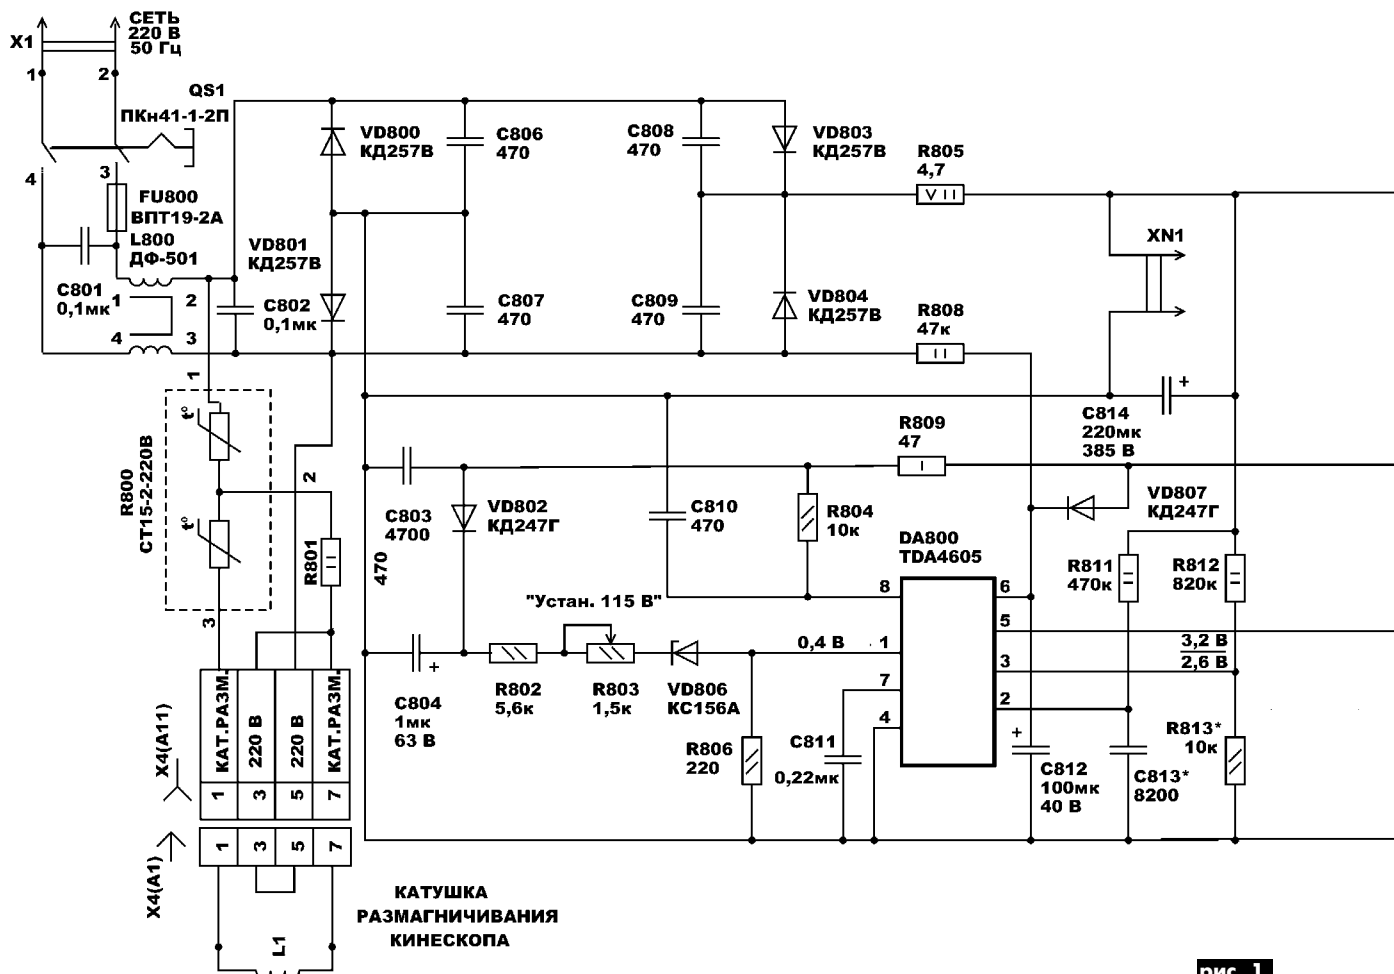 СЕТЬ
220 В
50 Гц
X1
1
2
QS1
ПКн41-1-2П
4
3
FU800
ВПТ19-2А
L800
ДФ-501
C801
0,1мк
1
2
4
3
VD801
КД257В
C802
0,1мк
VD800
КД257В
C806
470
C807
470
C808
470
C809
470
VD803
КД257В
VD804
КД257В
R805
4,7
R808
47к
XN1
C814
220мк
385 В
+
1
t°
t°
R800
СТ15-2-220В
2
3
R801
470
C803
4700
VD802
КД247Г
C810
470
R804
10к
R809
47
VD807
КД247Г
DA800
TDA4605
8
1
7
4
6
5
3
2
R811
470к
R812
820к
"Устан. 115 В"
0,4 В
3,2 В
2,6 В
C804
1мк
63 В
+
R802
5,6к
R803
1,5к
VD806
КС156А
R806
220
C811
0,22мк
+
C812
100мк
40 В
C813*
8200
R813*
10к
X4(A11)
КАТ.РАЗМ.
220 В
220 В
КАТ.РАЗМ.
1
3
5
7
X4(A1)
1
3
5
7
L1
КАТУШКА
РАЗМАГНИЧИВАНИЯ
КИНЕСКОПА
рис. 1